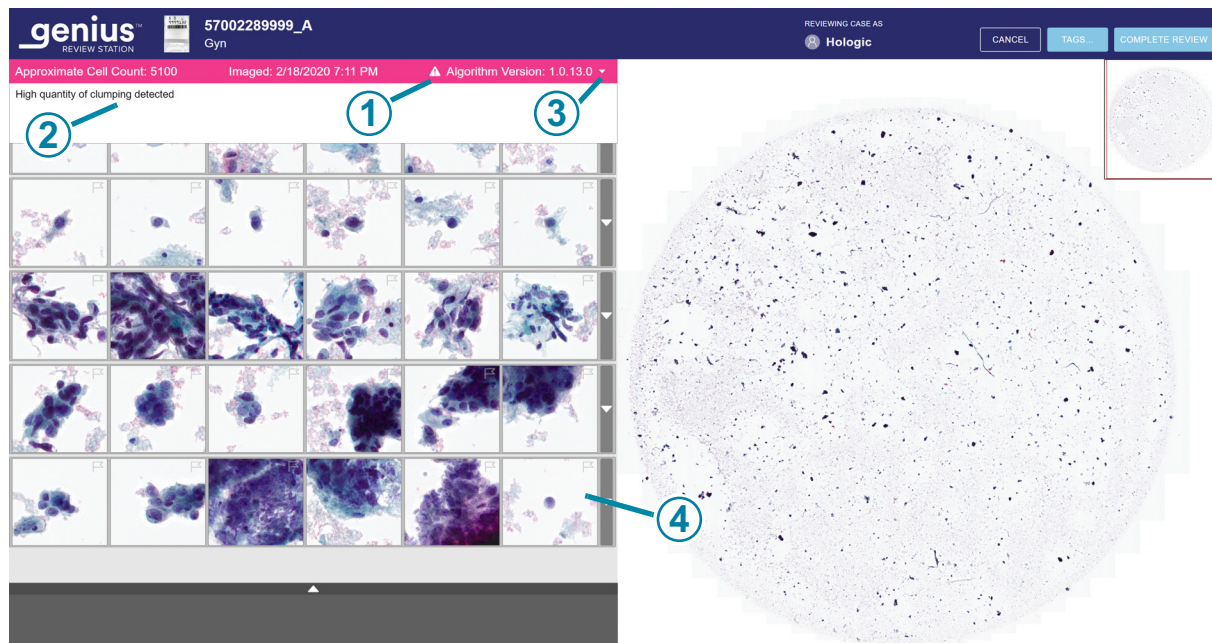 genius™
REVIEW STATION
57002289999_A
Gyn
REVIEWING CASE AS
Hologic
CANCEL
TAGS...
COMPLETE REVIEW
Approximate Cell Count: 5100
Imaged: 2/18/2020 7:11 PM
Algorithm Version: 1.0.13.0
High quantity of clumping detected
1
2
3
4